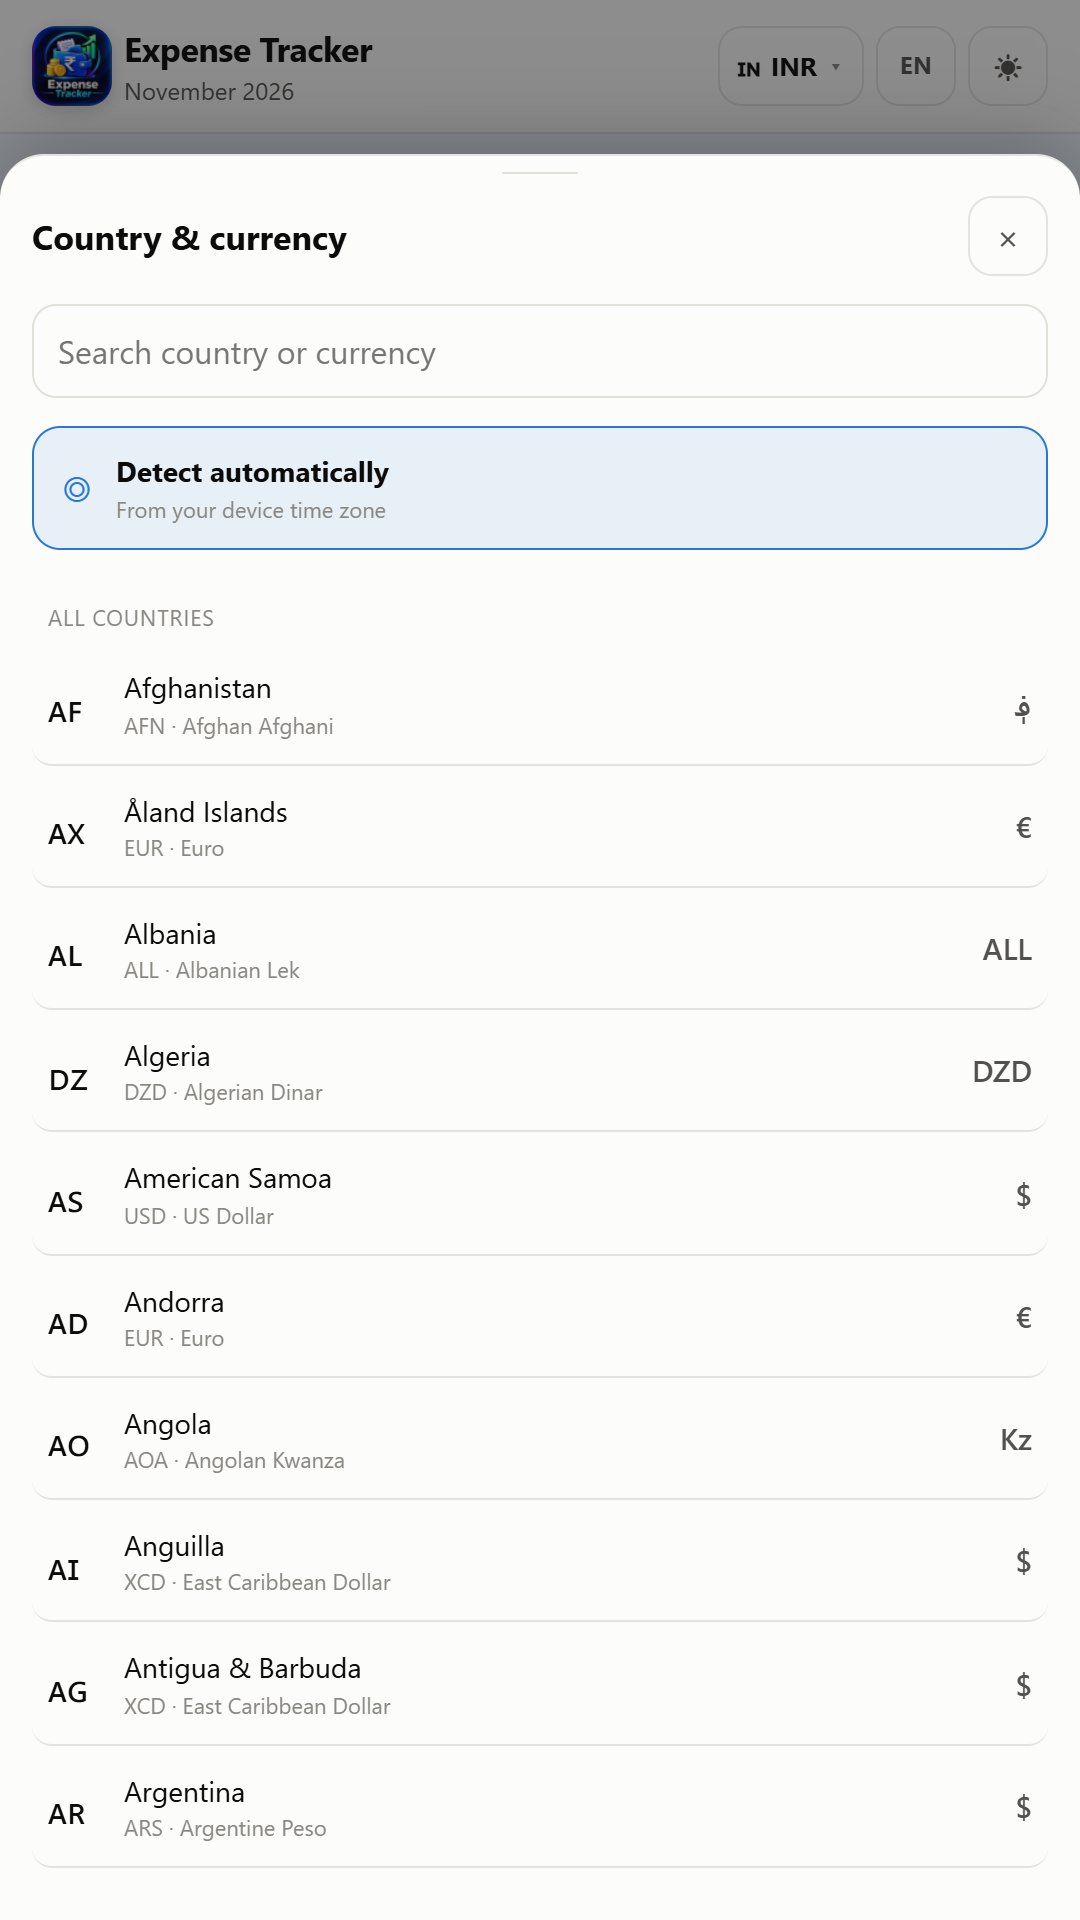 Expense Tracker
Expense
Tracker
November 2026
IN INR ▾
EN
Country & currency
×
Search country or currency
Detect automatically
From your device time zone
ALL COUNTRIES
AF
Afghanistan
AFN · Afghan Afghani
؋
AX
Åland Islands
EUR · Euro
€
AL
Albania
ALL · Albanian Lek
ALL
DZ
Algeria
DZD · Algerian Dinar
DZD
AS
American Samoa
USD · US Dollar
$
AD
Andorra
EUR · Euro
€
AO
Angola
AOA · Angolan Kwanza
Kz
AI
Anguilla
XCD · East Caribbean Dollar
$
AG
Antigua & Barbuda
XCD · East Caribbean Dollar
$
AR
Argentina
ARS · Argentine Peso
$